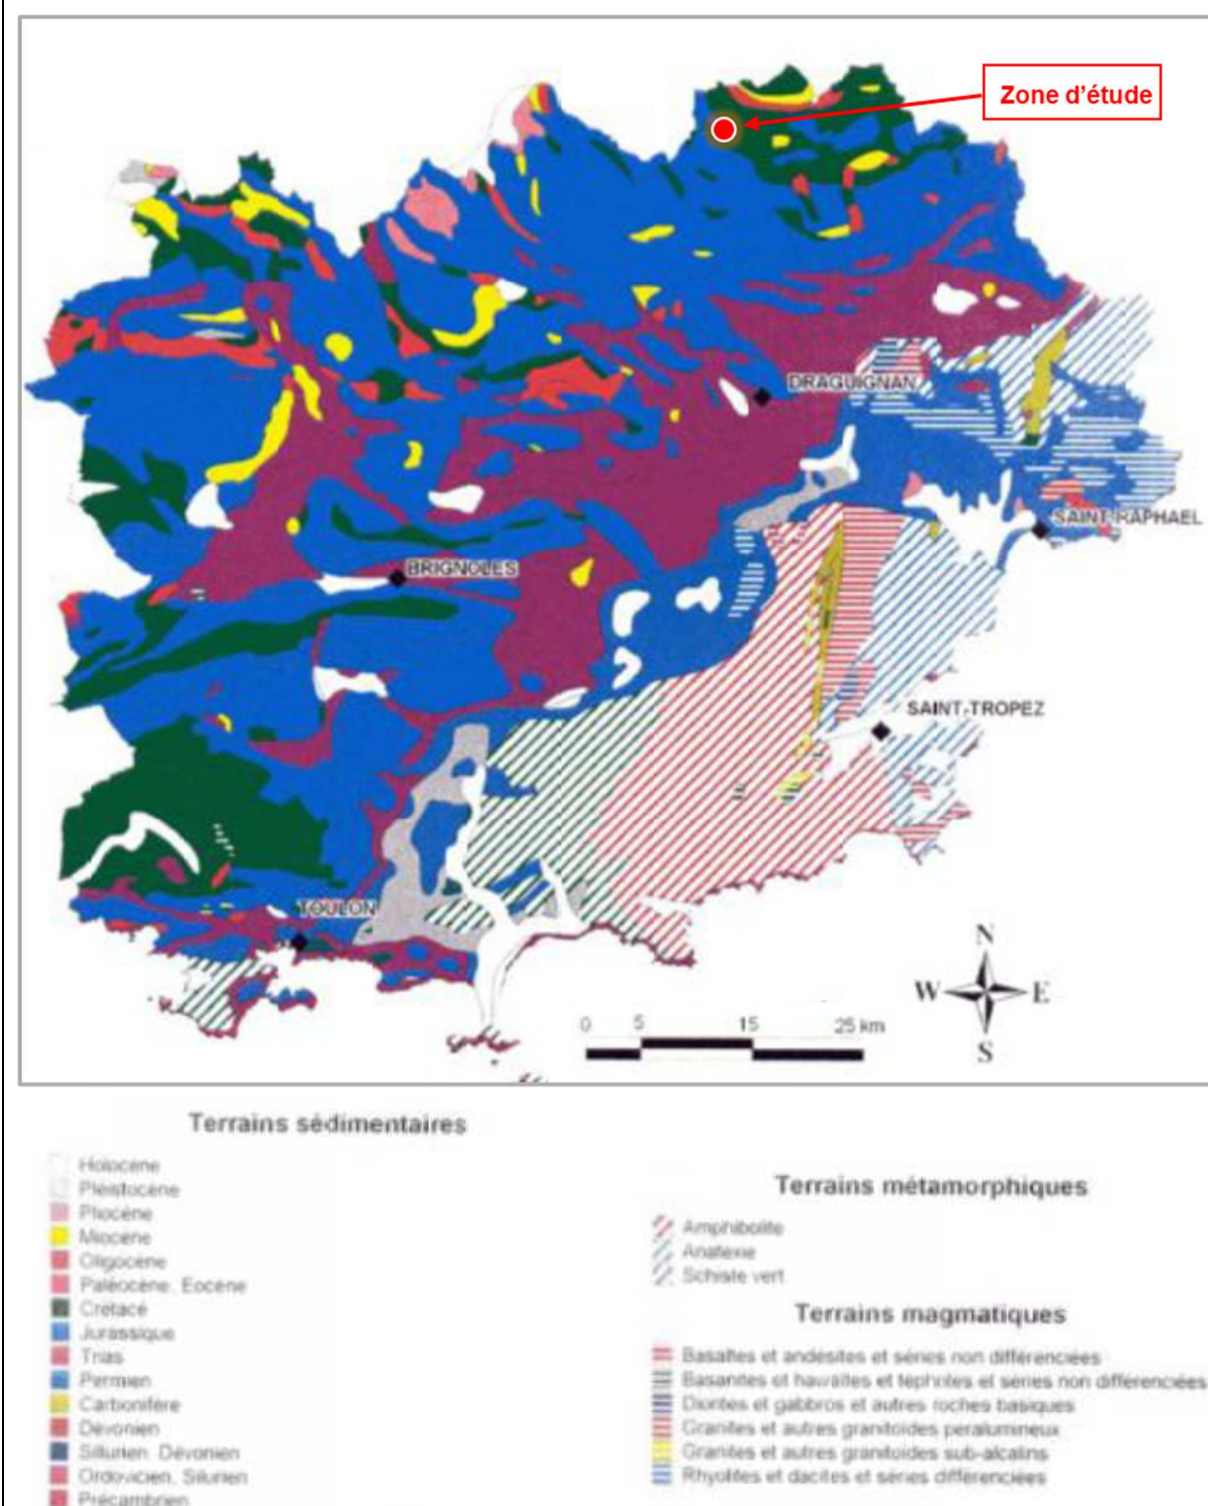 Zone d'étude
DRAGUIGNAN
SAINT-RAPHAEL
BRIGNOLES
SAINT-TROPEZ
TOULON
N
W E
S
0 5 15 25 km
Terrains sédimentaires
Holocène
Pléistocène
Pliocène
Miocène
Oligocène
Paléocène, Eocène
Crétacé
Jurassique
Trias
Permien
Carbonifère
Dévonien
Sillurien, Dévonien
Ordovicien, Silurien
Précambrien
Terrains métamorphiques
Amphibolite
Anatexie
Schiste vert
Terrains magmatiques
Basaltes et andésites et séries non différenciées
Basanites et hawaïtes et téphrites et séries non différenciées
Diorites et gabbros et autres roches basiques
Granites et autres granitoïdes peralumineux
Granites et autres granitoïdes sub-alcalins
Rhyolites et dacites et séries différenciées